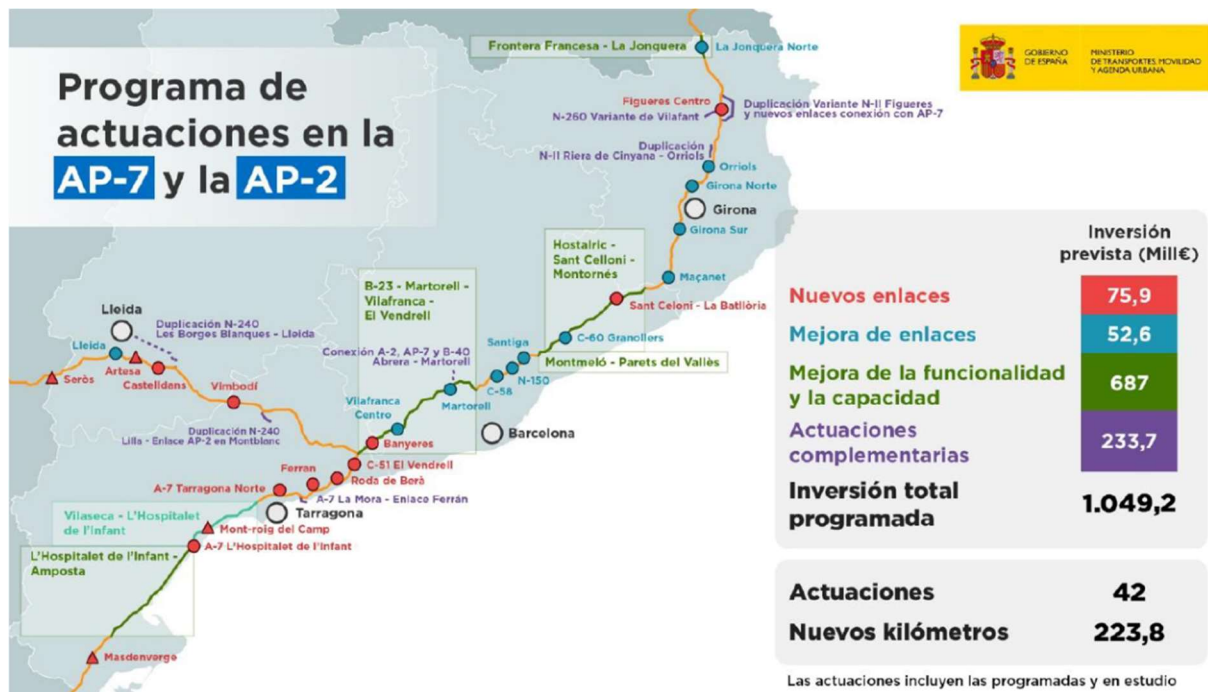 Programa de
actuaciones en la
AP-7 y la AP-2
GOBIERNO
DE ESPAÑA
MINISTERIO
DE TRANSPORTES, MOVILIDAD
Y AGENDA URBANA
Frontera Francesa - La Jonquera
La Jonquera Norte
Figueres Centro
N-260 Variante de Vilafant
Duplicación Variante N-II Figueres
y nuevos enlaces conexión con AP-7
Duplicación
N-II Riera de Cinyana - Orriols
Orriols
Girona Norte
Girona
Girona Sur
Maçanet
Hostalric -
Sant Celloni -
Montornés
Sant Celoni - La Batllòria
C-60 Granollers
Montmeló - Parets del Vallès
B-23 - Martorell -
Vilafranca -
El Vendrell
Santiga
N-150
C-58
Conexión A-2, AP-7 y B-40
Abrera - Martorell
Martorell
Vilafranca
Centro
Barcelona
Banyeres
Lleida
Duplicación N-240
Les Borges Blanques - Lleida
Lleida
Artesa
Seròs
Castelldans
Vimbodí
Duplicación N-240
Lilla - Enlace AP-2 en Montblanc
C-51 El Vendrell
Ferran
Roda de Berà
A-7 Tarragona Norte
A-7 La Mora - Enlace Ferrán
Tarragona
Vilaseca - L'Hospitalet
de l'Infant
Mont-roig del Camp
A-7 L'Hospitalet de l'Infant
L'Hospitalet de l'Infant -
Amposta
Masdenverge
Inversión
prevista (Mill€)
Nuevos enlaces 75,9
Mejora de enlaces 52,6
Mejora de la funcionalidad
y la capacidad 687
Actuaciones
complementarias 233,7
Inversión total
programada 1.049,2
Actuaciones 42
Nuevos kilómetros 223,8
Las actuaciones incluyen las programadas y en estudio